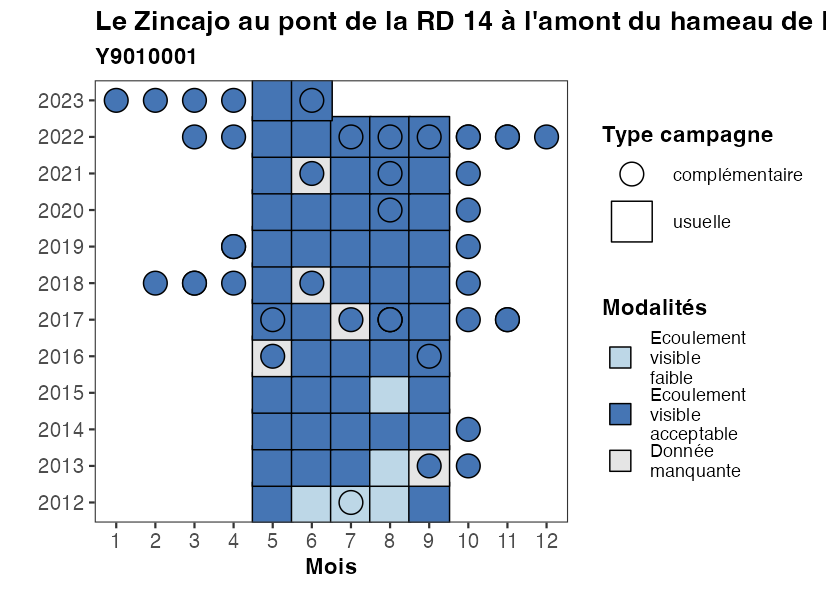 Le Zincajo au pont de la RD 14 à l'amont du hameau de
Y9010001
2023
2022
2021
2020
2019
2018
2017
2016
2015
2014
2013
2012
1 2 3 4 5 6 7 8 9 10 11 12
Mois
Type campagne
complémentaire
usuelle
Modalités
Ecoulement
visible
faible
Ecoulement
visible
acceptable
Donnée
manquante